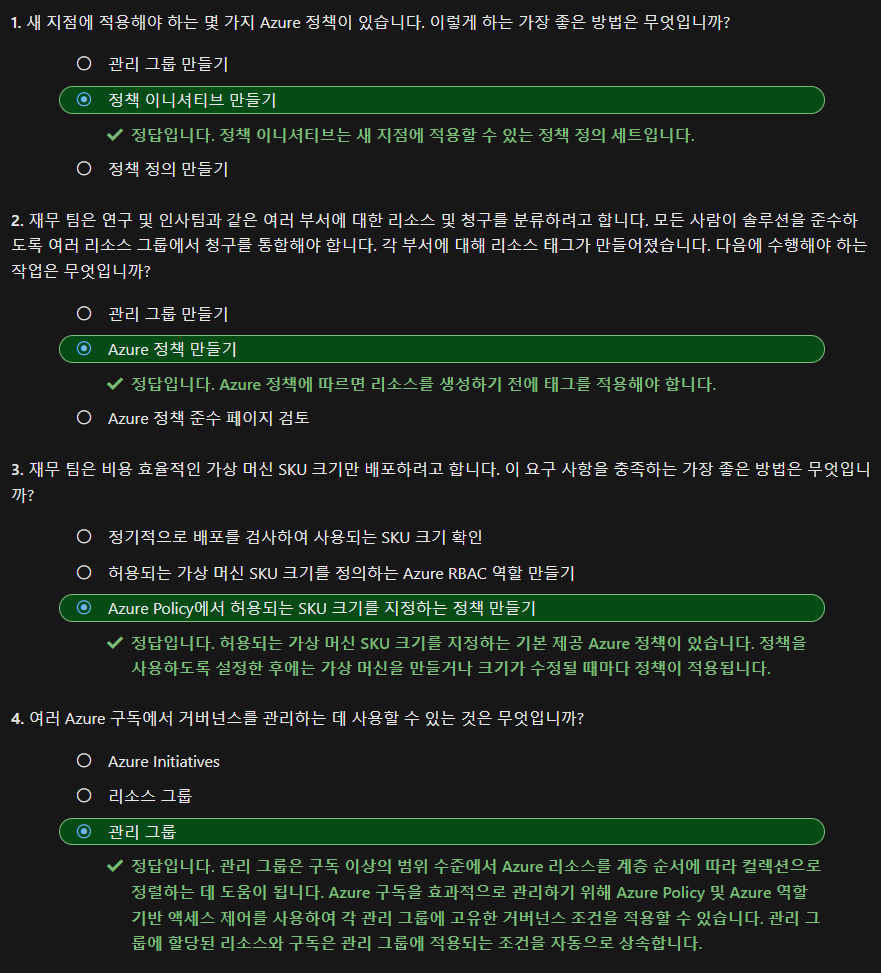 1. 새 지점에 적용해야 하는 몇 가지 Azure 정책이 있습니다. 이렇게 하는 가장 좋은 방법은 무엇입니까?
관리 그룹 만들기
정책 이니셔티브 만들기
정답입니다. 정책 이니셔티브는 새 지점에 적용할 수 있는 정책 정의 세트입니다.
정책 정의 만들기
2. 재무 팀은 연구 및 인사팀과 같은 여러 부서에 대한 리소스 및 청구를 분류하려고 합니다. 모든 사람이 솔루션을 준수하
도록 여러 리소스 그룹에서 청구를 통합해야 합니다. 각 부서에 대해 리소스 태그가 만들어졌습니다. 다음에 수행해야 하는
작업은 무엇입니까?
관리 그룹 만들기
Azure 정책 만들기
정답입니다. Azure 정책에 따르면 리소스를 생성하기 전에 태그를 적용해야 합니다.
Azure 정책 준수 페이지 검토
3. 재무 팀은 비용 효율적인 가상 머신 SKU 크기만 배포하려고 합니다. 이 요구 사항을 충족하는 가장 좋은 방법은 무엇입니
까?
정기적으로 배포를 검사하여 사용되는 SKU 크기 확인
허용되는 가상 머신 SKU 크기를 정의하는 Azure RBAC 역할 만들기
Azure Policy에서 허용되는 SKU 크기를 지정하는 정책 만들기
정답입니다. 허용되는 가상 머신 SKU 크기를 지정하는 기본 제공 Azure 정책이 있습니다. 정책을
사용하도록 설정한 후에는 가상 머신을 만들거나 크기가 수정될 때마다 정책이 적용됩니다.
4. 여러 Azure 구독에서 거버넌스를 관리하는 데 사용할 수 있는 것은 무엇입니까?
Azure Initiatives
리소스 그룹
관리 그룹
정답입니다. 관리 그룹은 구독 이상의 범위 수준에서 Azure 리소스를 계층 순서에 따라 컬렉션으로
정렬하는 데 도움이 됩니다. Azure 구독을 효과적으로 관리하기 위해 Azure Policy 및 Azure 역할
기반 액세스 제어를 사용하여 각 관리 그룹에 고유한 거버넌스 조건을 적용할 수 있습니다. 관리 그
룹에 할당된 리소스와 구독은 관리 그룹에 적용되는 조건을 자동으로 상속합니다.